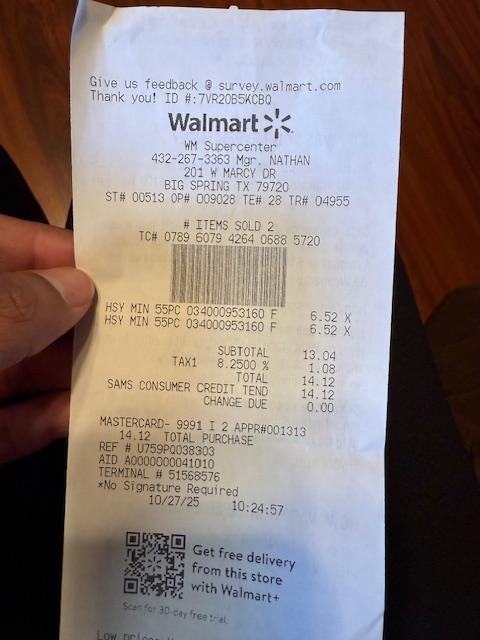 Give us feedback @ survey.walmart.com
Thank you! ID #:7VR20B5KCBQ
Walmart
WM Supercenter
432-267-3363 Mgr. NATHAN
201 W MARCY DR
BIG SPRING TX 79720
ST# 00513 OP# 009028 TE# 28 TR# 04955
# ITEMS SOLD 2
TC# 0789 6079 4264 0688 5720
HSY MIN 55PC 034000953160 F 6.52 X
HSY MIN 55PC 034000953160 F 6.52 X
SUBTOTAL 13.04
TAX1 8.2500 % 1.08
TOTAL 14.12
SAMS CONSUMER CREDIT TEND 14.12
CHANGE DUE 0.00
MASTERCARD- 9991 I 2 APPR#001313
14.12 TOTAL PURCHASE
REF # U759PQ038303
AID A0000000041010
TERMINAL # 51568576
*No Signature Required
10/27/25 10:24:57
Get free delivery
from this store
with Walmart+
Scan for 30-day free trial.